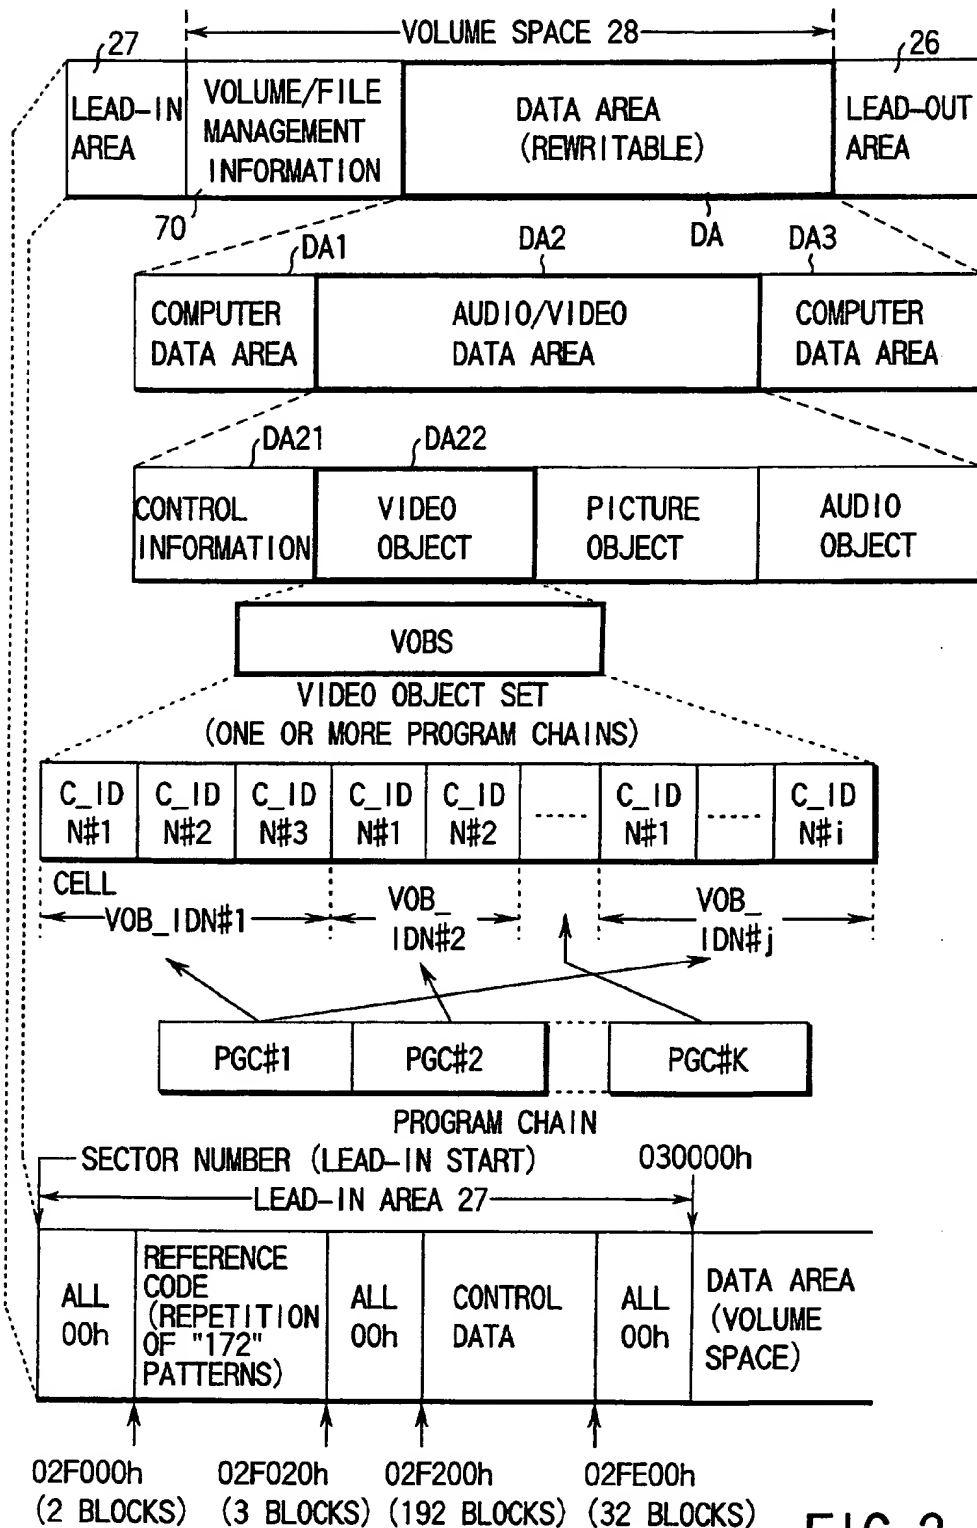 VOLUME SPACE 28
27
26
LEAD-IN
AREA
VOLUME/FILE
MANAGEMENT
INFORMATION
DATA AREA
(REWRITABLE)
LEAD-OUT
AREA
70
DA
DA1
DA2
DA3
COMPUTER
DATA AREA
AUDIO/VIDEO
DATA AREA
COMPUTER
DATA AREA
DA21
DA22
CONTROL
INFORMATION
VIDEO
OBJECT
PICTURE
OBJECT
AUDIO
OBJECT
VOBS
VIDEO OBJECT SET
(ONE OR MORE PROGRAM CHAINS)
C_ID
N#1
C_ID
N#2
C_ID
N#3
C_ID
N#1
C_ID
N#2
C_ID
N#1
C_ID
N#i
CELL
VOB_IDN#1
VOB_
IDN#2
VOB_
IDN#j
PGC#1
PGC#2
PGC#K
PROGRAM CHAIN
SECTOR NUMBER (LEAD-IN START)
030000h
LEAD-IN AREA 27
ALL
00h
REFERENCE
CODE
(REPETITION
OF "172"
PATTERNS)
ALL
00h
CONTROL
DATA
ALL
00h
DATA AREA
(VOLUME
SPACE)
02F000h
(2 BLOCKS)
02F020h
(3 BLOCKS)
02F200h
(192 BLOCKS)
02FE00h
(32 BLOCKS)